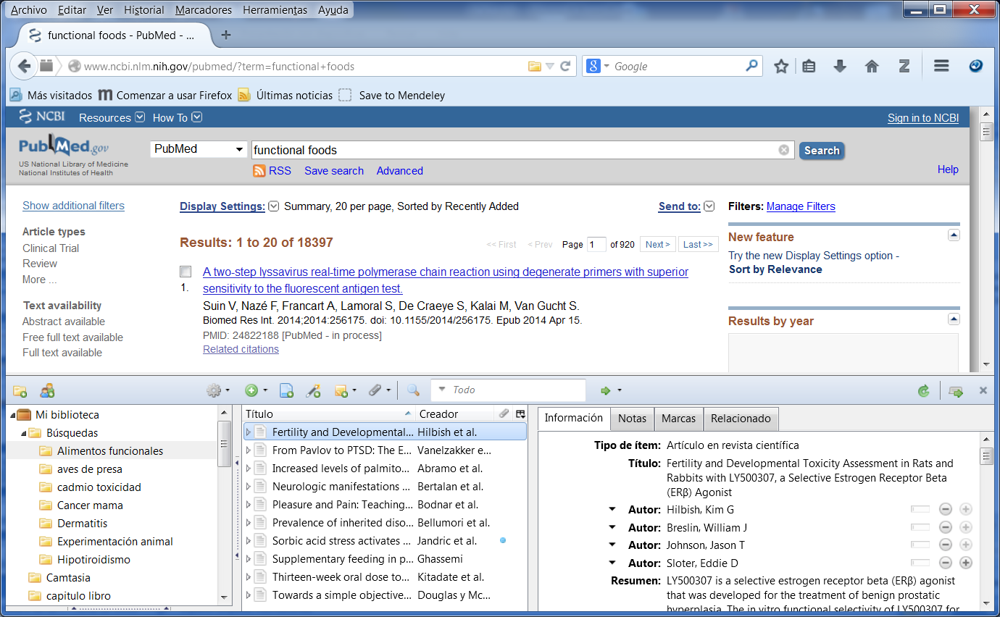 Archivo Editar Ver Historial Marcadores Herramientas Ayuda
functional foods - PubMed - ...
www.ncbi.nlm.nih.gov/pubmed/?term=functional+foods
Google
Más visitados Comenzar a usar Firefox Últimas noticias Save to Mendeley
NCBI Resources How To Sign in to NCBI
PubMed.gov
US National Library of Medicine
National Institutes of Health
PubMed functional foods Search
RSS Save search Advanced Help
Show additional filters
Article types
Clinical Trial
Review
More ...
Text availability
Abstract available
Free full text available
Full text available
Display Settings: Summary, 20 per page, Sorted by Recently Added Send to:
Results: 1 to 20 of 18397
<< First < Prev Page 1 of 920 Next > Last >>
A two-step lyssavirus real-time polymerase chain reaction using degenerate primers with superior
1. sensitivity to the fluorescent antigen test.
Suin V, Nazé F, Francart A, Lamoral S, De Craeye S, Kalai M, Van Gucht S.
Biomed Res Int. 2014;2014:256175. doi: 10.1155/2014/256175. Epub 2014 Apr 15.
PMID: 24822188 [PubMed - in process]
Related citations
Filters: Manage Filters
New feature
Try the new Display Settings option -
Sort by Relevance
Results by year
Todo
Mi biblioteca
Búsquedas
Alimentos funcionales
aves de presa
cadmio toxicidad
Cancer mama
Dermatitis
Experimentación animal
Hipotiroidismo
Camtasia
capitulo libro
Título Creador
Fertility and Developmental... Hilbish et al.
From Pavlov to PTSD: The E... Vanelzakker e...
Increased levels of palmito... Abramo et al.
Neurologic manifestations ... Bertalan et al.
Pleasure and Pain: Teaching... Bodnar et al.
Prevalence of inherited diso... Bellumori et al.
Sorbic acid stress activates ... Jandric et al.
Supplementary feeding in p... Ghassemi
Thirteen-week oral dose to... Kitadate et al.
Towards a simple objective... Douglas y Mc...
Información Notas Marcas Relacionado
Tipo de ítem: Artículo en revista científica
Título: Fertility and Developmental Toxicity Assessment in Rats and
Rabbits with LY500307, a Selective Estrogen Receptor Beta
(ERβ) Agonist
Autor: Hilbish, Kim G
Autor: Breslin, William J
Autor: Johnson, Jason T
Autor: Sloter, Eddie D
Resumen: LY500307 is a selective estrogen receptor beta (ERβ) agonist
that was developed for the treatment of benign prostatic
hyperplasia. The in vitro functional selectivity of LY500307 for